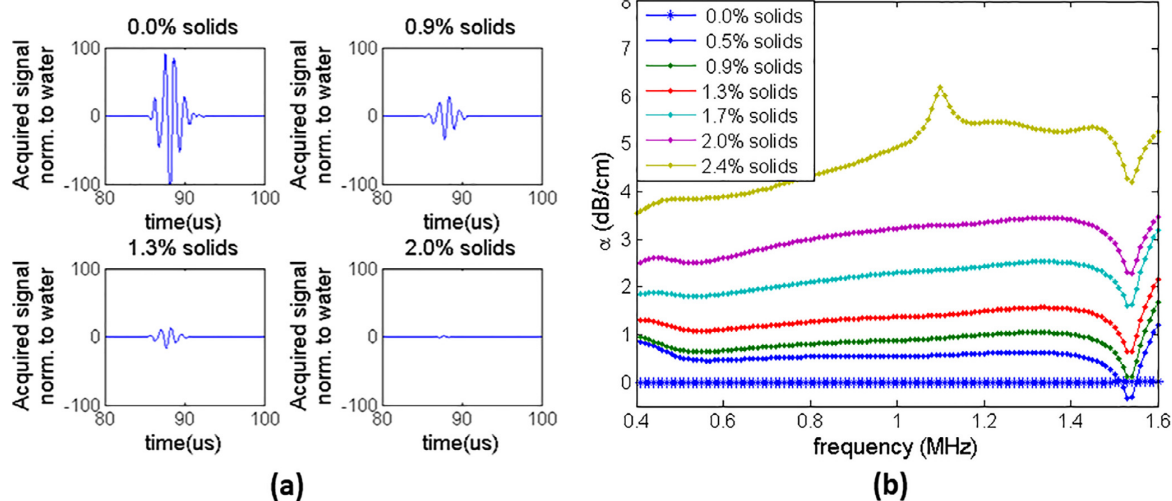 0.0% solids
Acquired signal
norm. to water
100
0
-100
80
90
100
time(us)
0.9% solids
Acquired signal
norm. to water
100
0
-100
80
90
100
time(us)
1.3% solids
Acquired signal
norm. to water
100
0
-100
80
90
100
time(us)
2.0% solids
Acquired signal
norm. to water
100
0
-100
80
90
100
time(us)
(a)
α (dB/cm)
8
7
6
5
4
3
2
1
0
0.0% solids
0.5% solids
0.9% solids
1.3% solids
1.7% solids
2.0% solids
2.4% solids
0.4
0.6
0.8
1
1.2
1.4
1.6
frequency (MHz)
(b)